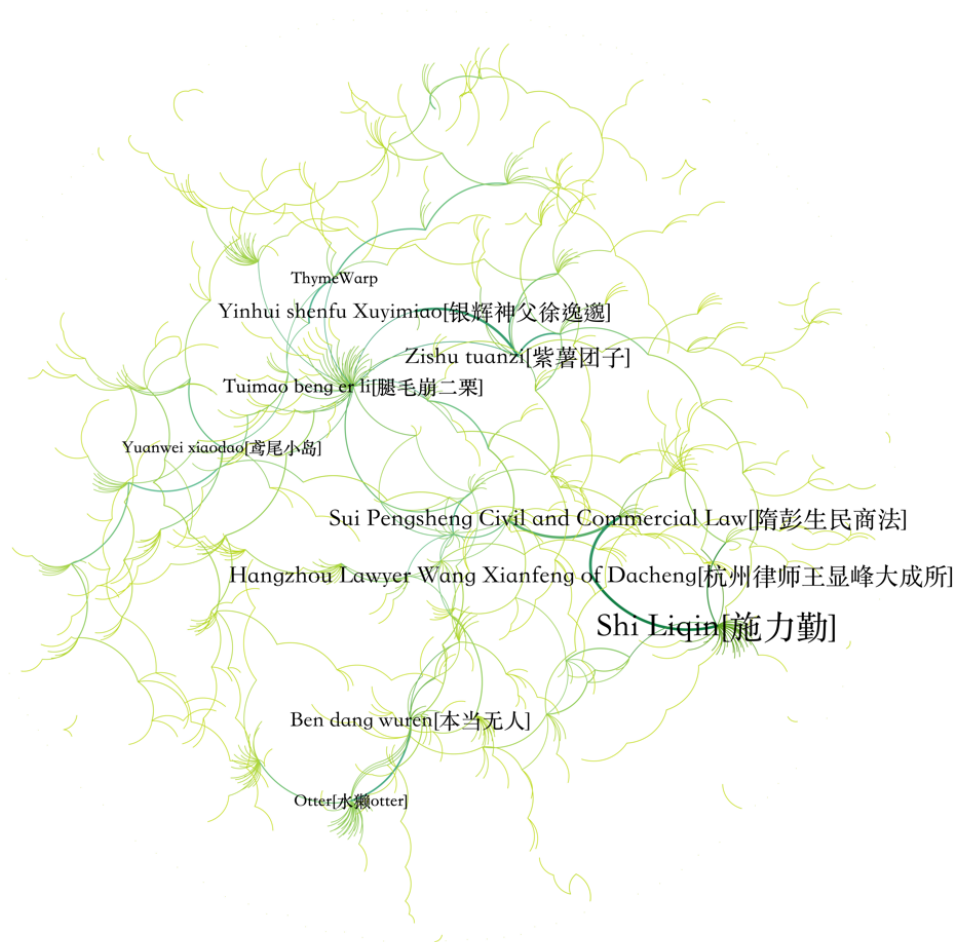 ThymeWarp
Yinhui shenfu Xuyimiao[银辉神父徐逸邈]
Zishu tuanzi[紫薯团子]
Tuimao beng er li[腿毛崩二栗]
Yuanwei xiaodao[鸢尾小岛]
Sui Pengsheng Civil and Commercial Law[隋彭生民商法]
Hangzhou Lawyer Wang Xianfeng of Dacheng[杭州律师王显峰大成所]
Shi Liqin[施力勤]
Ben dang wuren[本当无人]
Otter[水獭otter]